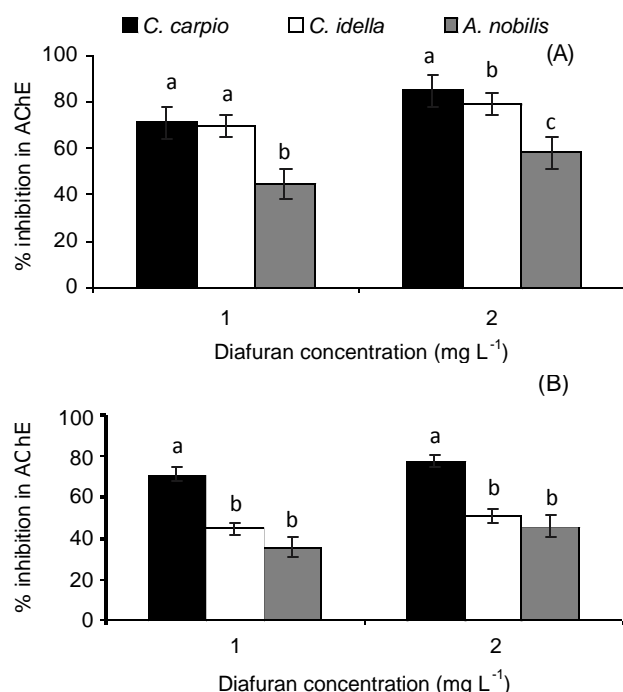 C. carpio C. idella A. nobilis
(A)
% inhibition in AChE
100
80
60
40
20
0
a a b a b c
1 2
Diafuran concentration (mg L⁻¹)
(B)
% inhibition in AChE
100
80
60
40
20
0
a b b a b b
1 2
Diafuran concentration (mg L⁻¹)